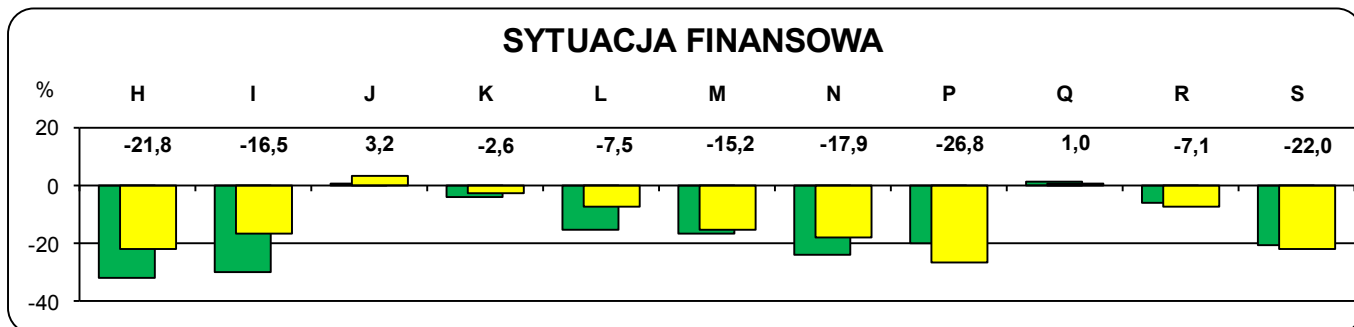 SYTUACJA FINANSOWA
% H I J K L M N P Q R S
20
-21,8 -16,5 3,2 -2,6 -7,5 -15,2 -17,9 -26,8 1,0 -7,1 -22,0
0
-20
-40